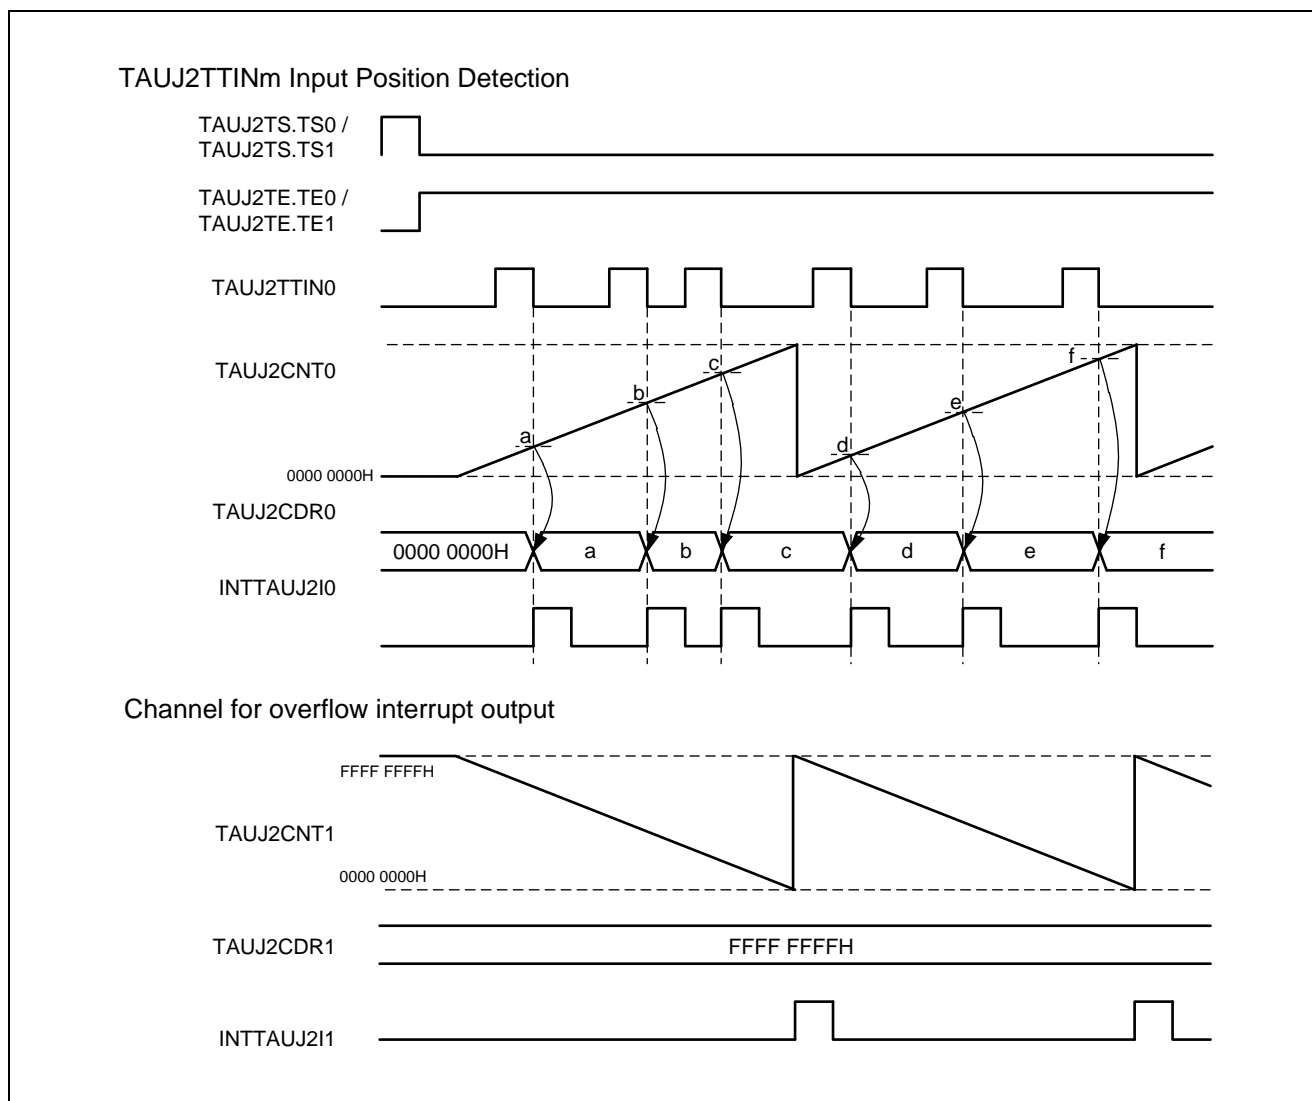 TAUJ2TTINm Input Position Detection
TAUJ2TS.TS0 /
TAUJ2TS.TS1
TAUJ2TE.TE0 /
TAUJ2TE.TE1
TAUJ2TTIN0
TAUJ2CNT0
a
b
c
d
e
f
0000 0000H
TAUJ2CDR0
0000 0000H a b c d e f
INTTAUJ2I0
Channel for overflow interrupt output
FFFF FFFFH
TAUJ2CNT1
0000 0000H
TAUJ2CDR1
FFFF FFFFH
INTTAUJ2I1